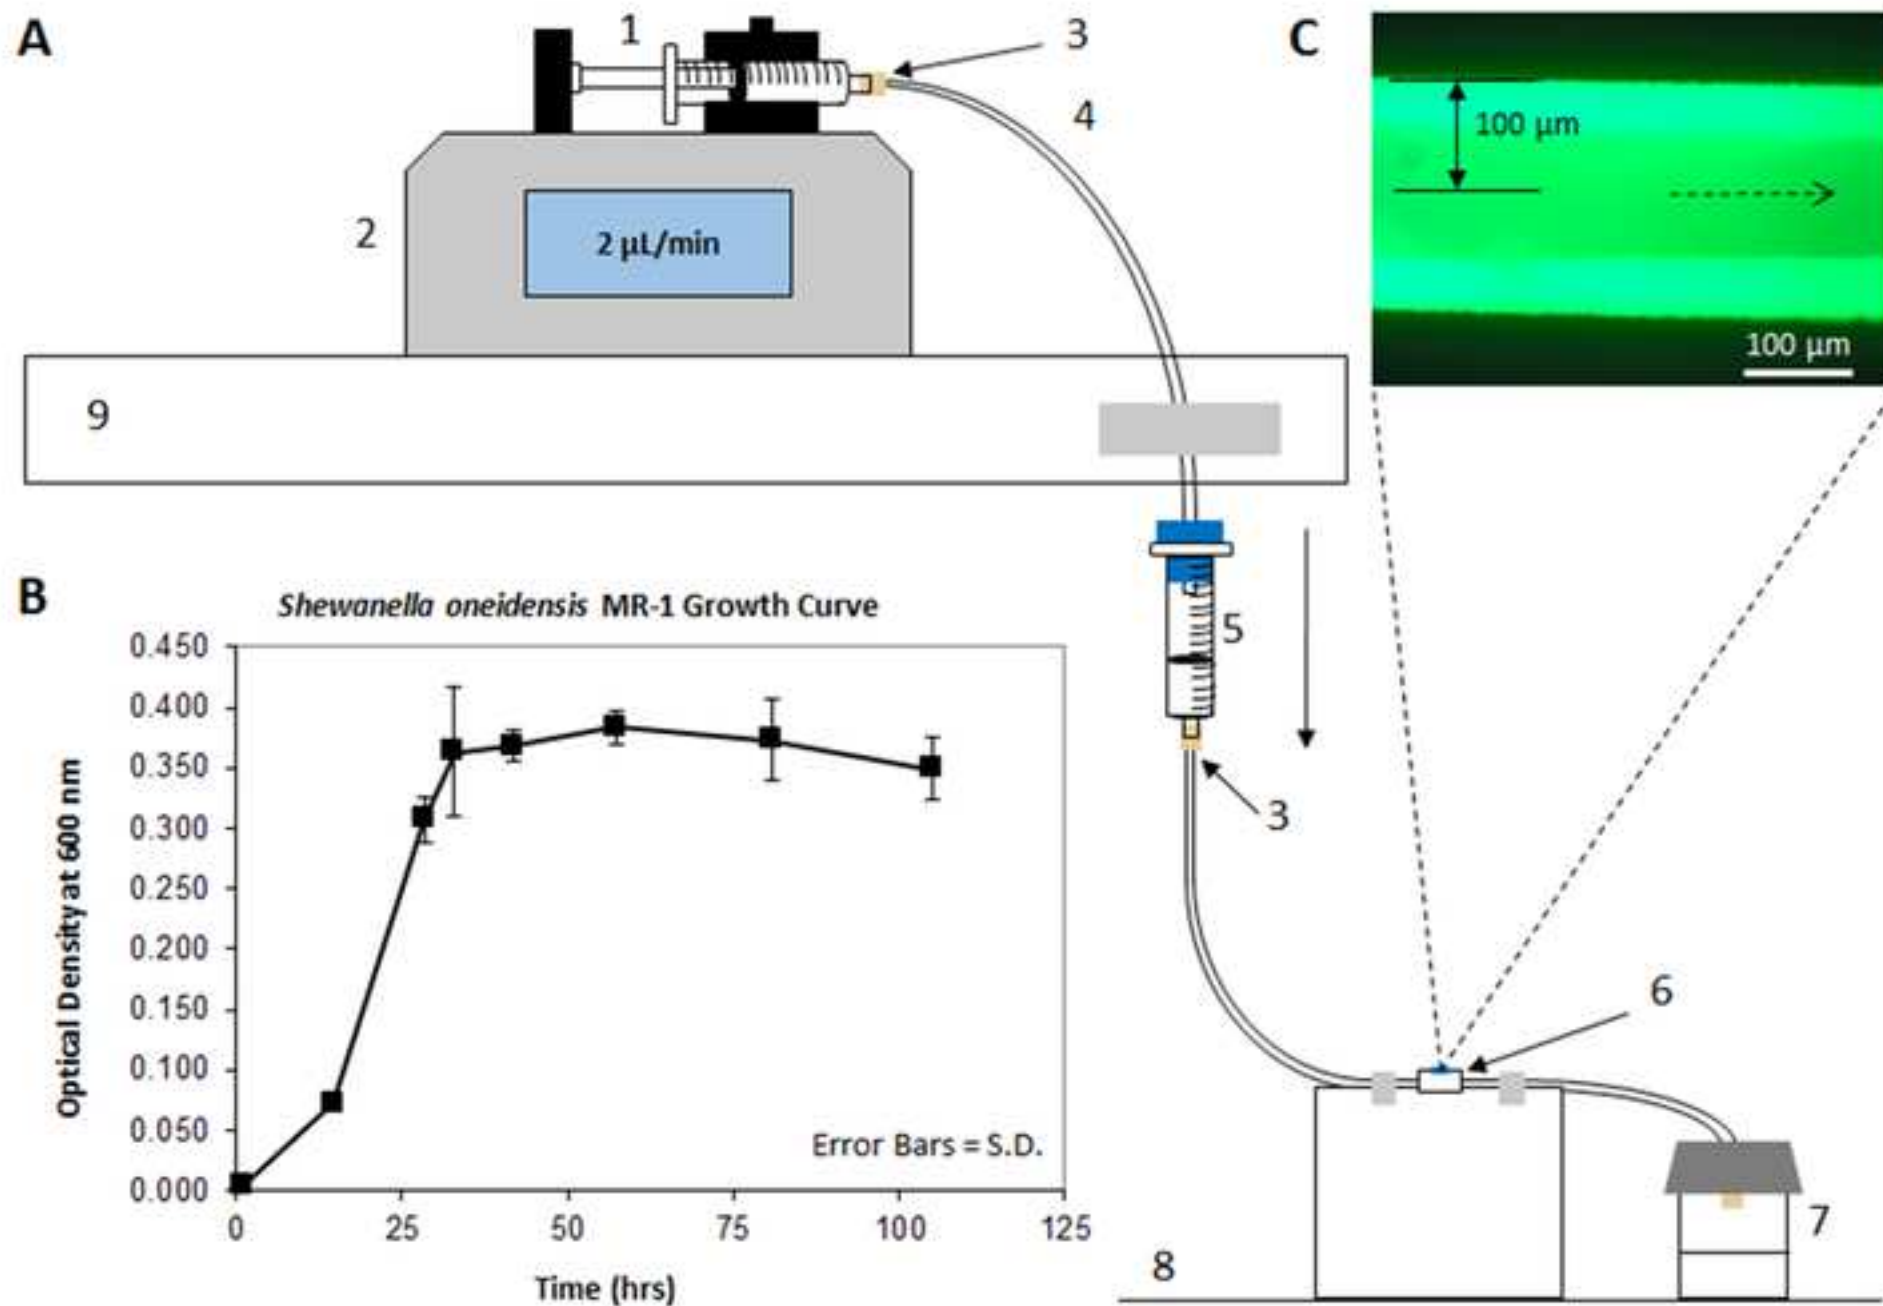 A
1
3
4
2
2 µL/min
9
C
100 µm
100 µm
5
3
6
7
8
B
Shewanella oneidensis MR-1 Growth Curve
0.450
0.400
0.350
0.300
0.250
0.200
0.150
0.100
0.050
0.000
Optical Density at 600 nm
Error Bars = S.D.
0 25 50 75 100 125
Time (hrs)